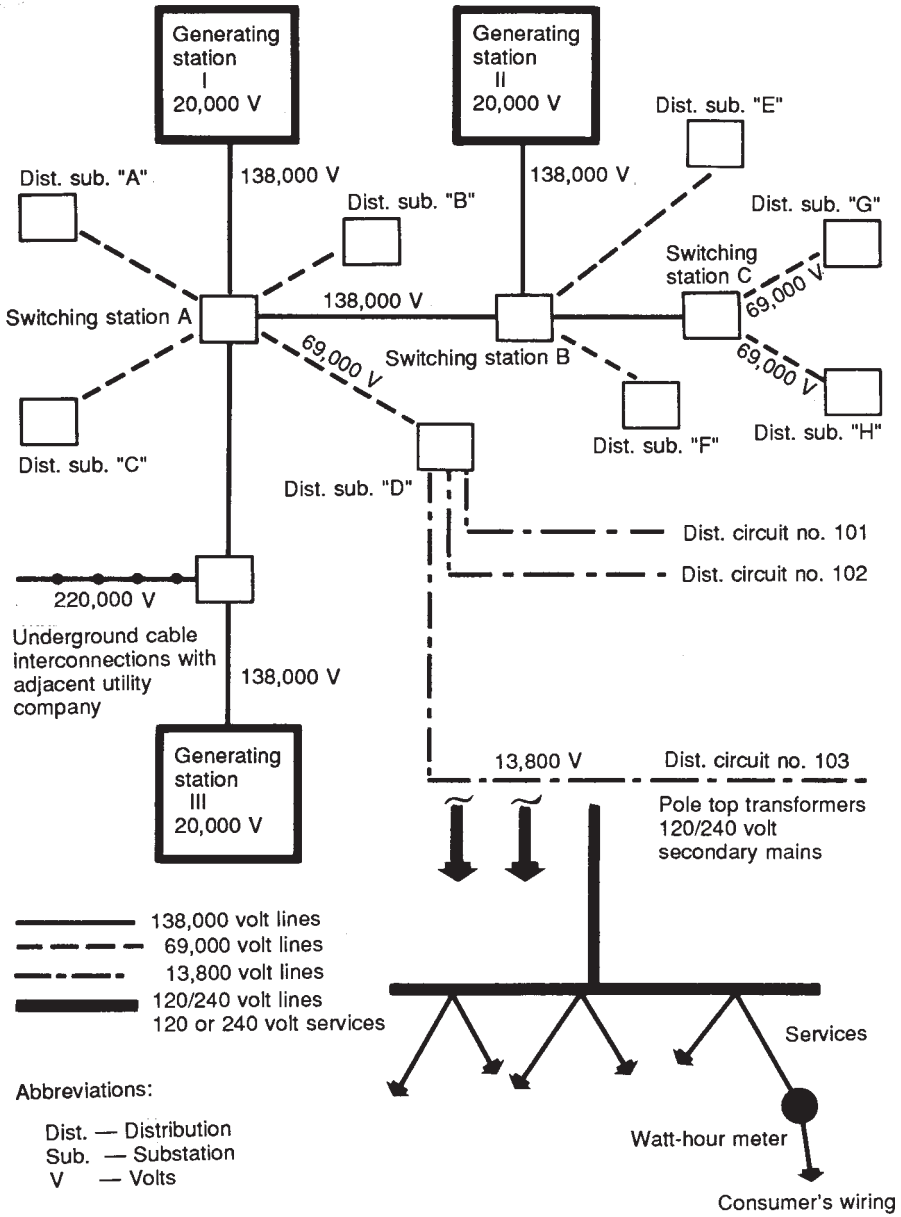 Generating
station
I
20,000 V
Generating
station
II
20,000 V
Dist. sub. "E"
138,000 V
138,000 V
Dist. sub. "A"
Dist. sub. "B"
Dist. sub. "G"
Switching
station C
69,000 V
138,000 V
Switching station A
Switching station B
69,000 V
69,000 V
Dist. sub. "C"
Dist. sub. "F"
Dist. sub. "H"
Dist. sub. "D"
Dist. circuit no. 101
Dist. circuit no. 102
220,000 V
Underground cable
interconnections with
adjacent utility
company
138,000 V
Generating
station
III
20,000 V
13,800 V
Dist. circuit no. 103
Pole top transformers
120/240 volt
secondary mains
138,000 volt lines
69,000 volt lines
13,800 volt lines
120/240 volt lines
120 or 240 volt services
Services
Abbreviations:
Dist. — Distribution
Sub. — Substation
V — Volts
Watt-hour meter
Consumer's wiring